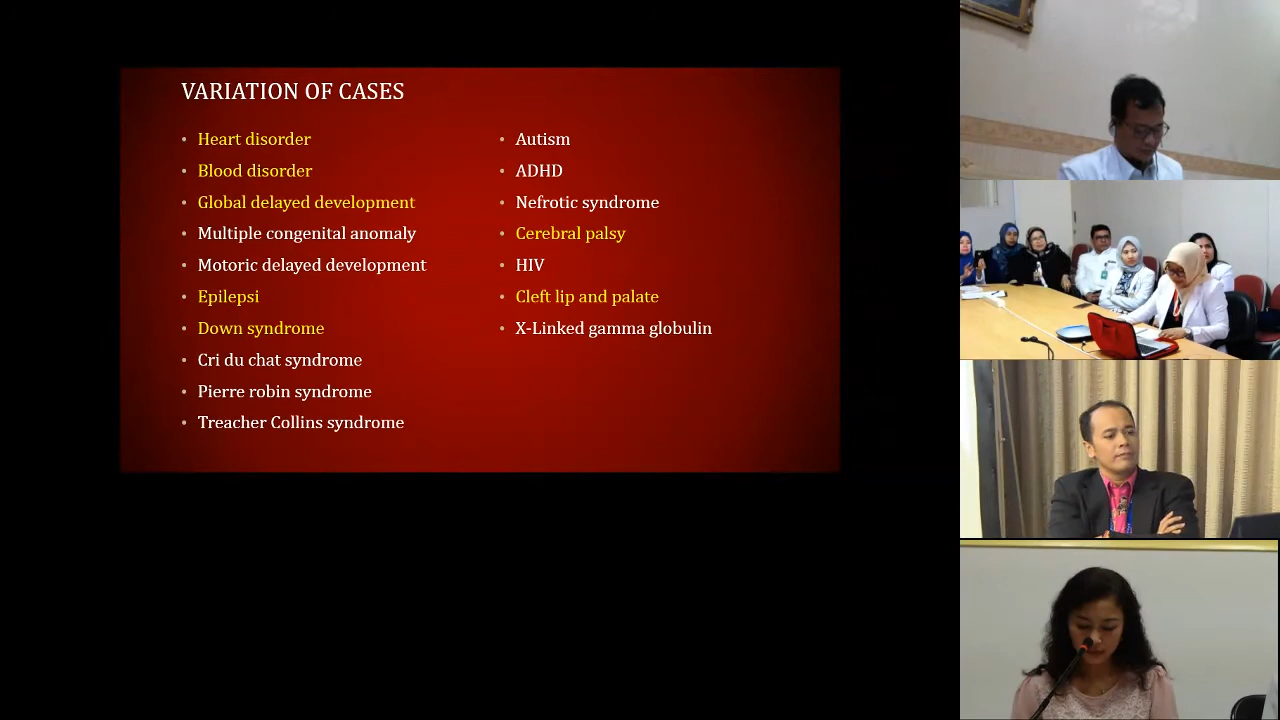 VARIATION OF CASES
• Heart disorder
• Blood disorder
• Global delayed development
• Multiple congenital anomaly
• Motoric delayed development
• Epilepsi
• Down syndrome
• Cri du chat syndrome
• Pierre robin syndrome
• Treacher Collins syndrome
• Autism
• ADHD
• Nefrotic syndrome
• Cerebral palsy
• HIV
• Cleft lip and palate
• X-Linked gamma globulin